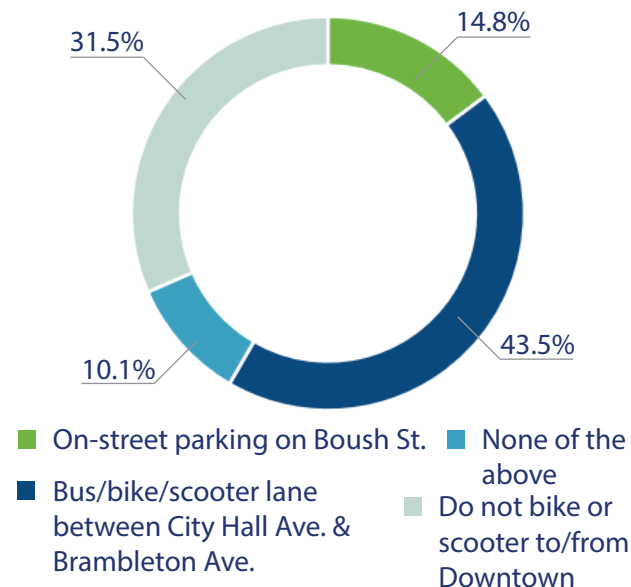 14.8%
31.5%
43.5%
10.1%
On-street parking on Boush St.
Bus/bike/scooter lane
between City Hall Ave. &
Brambleton Ave.
None of the
above
Do not bike or
scooter to/from
Downtown